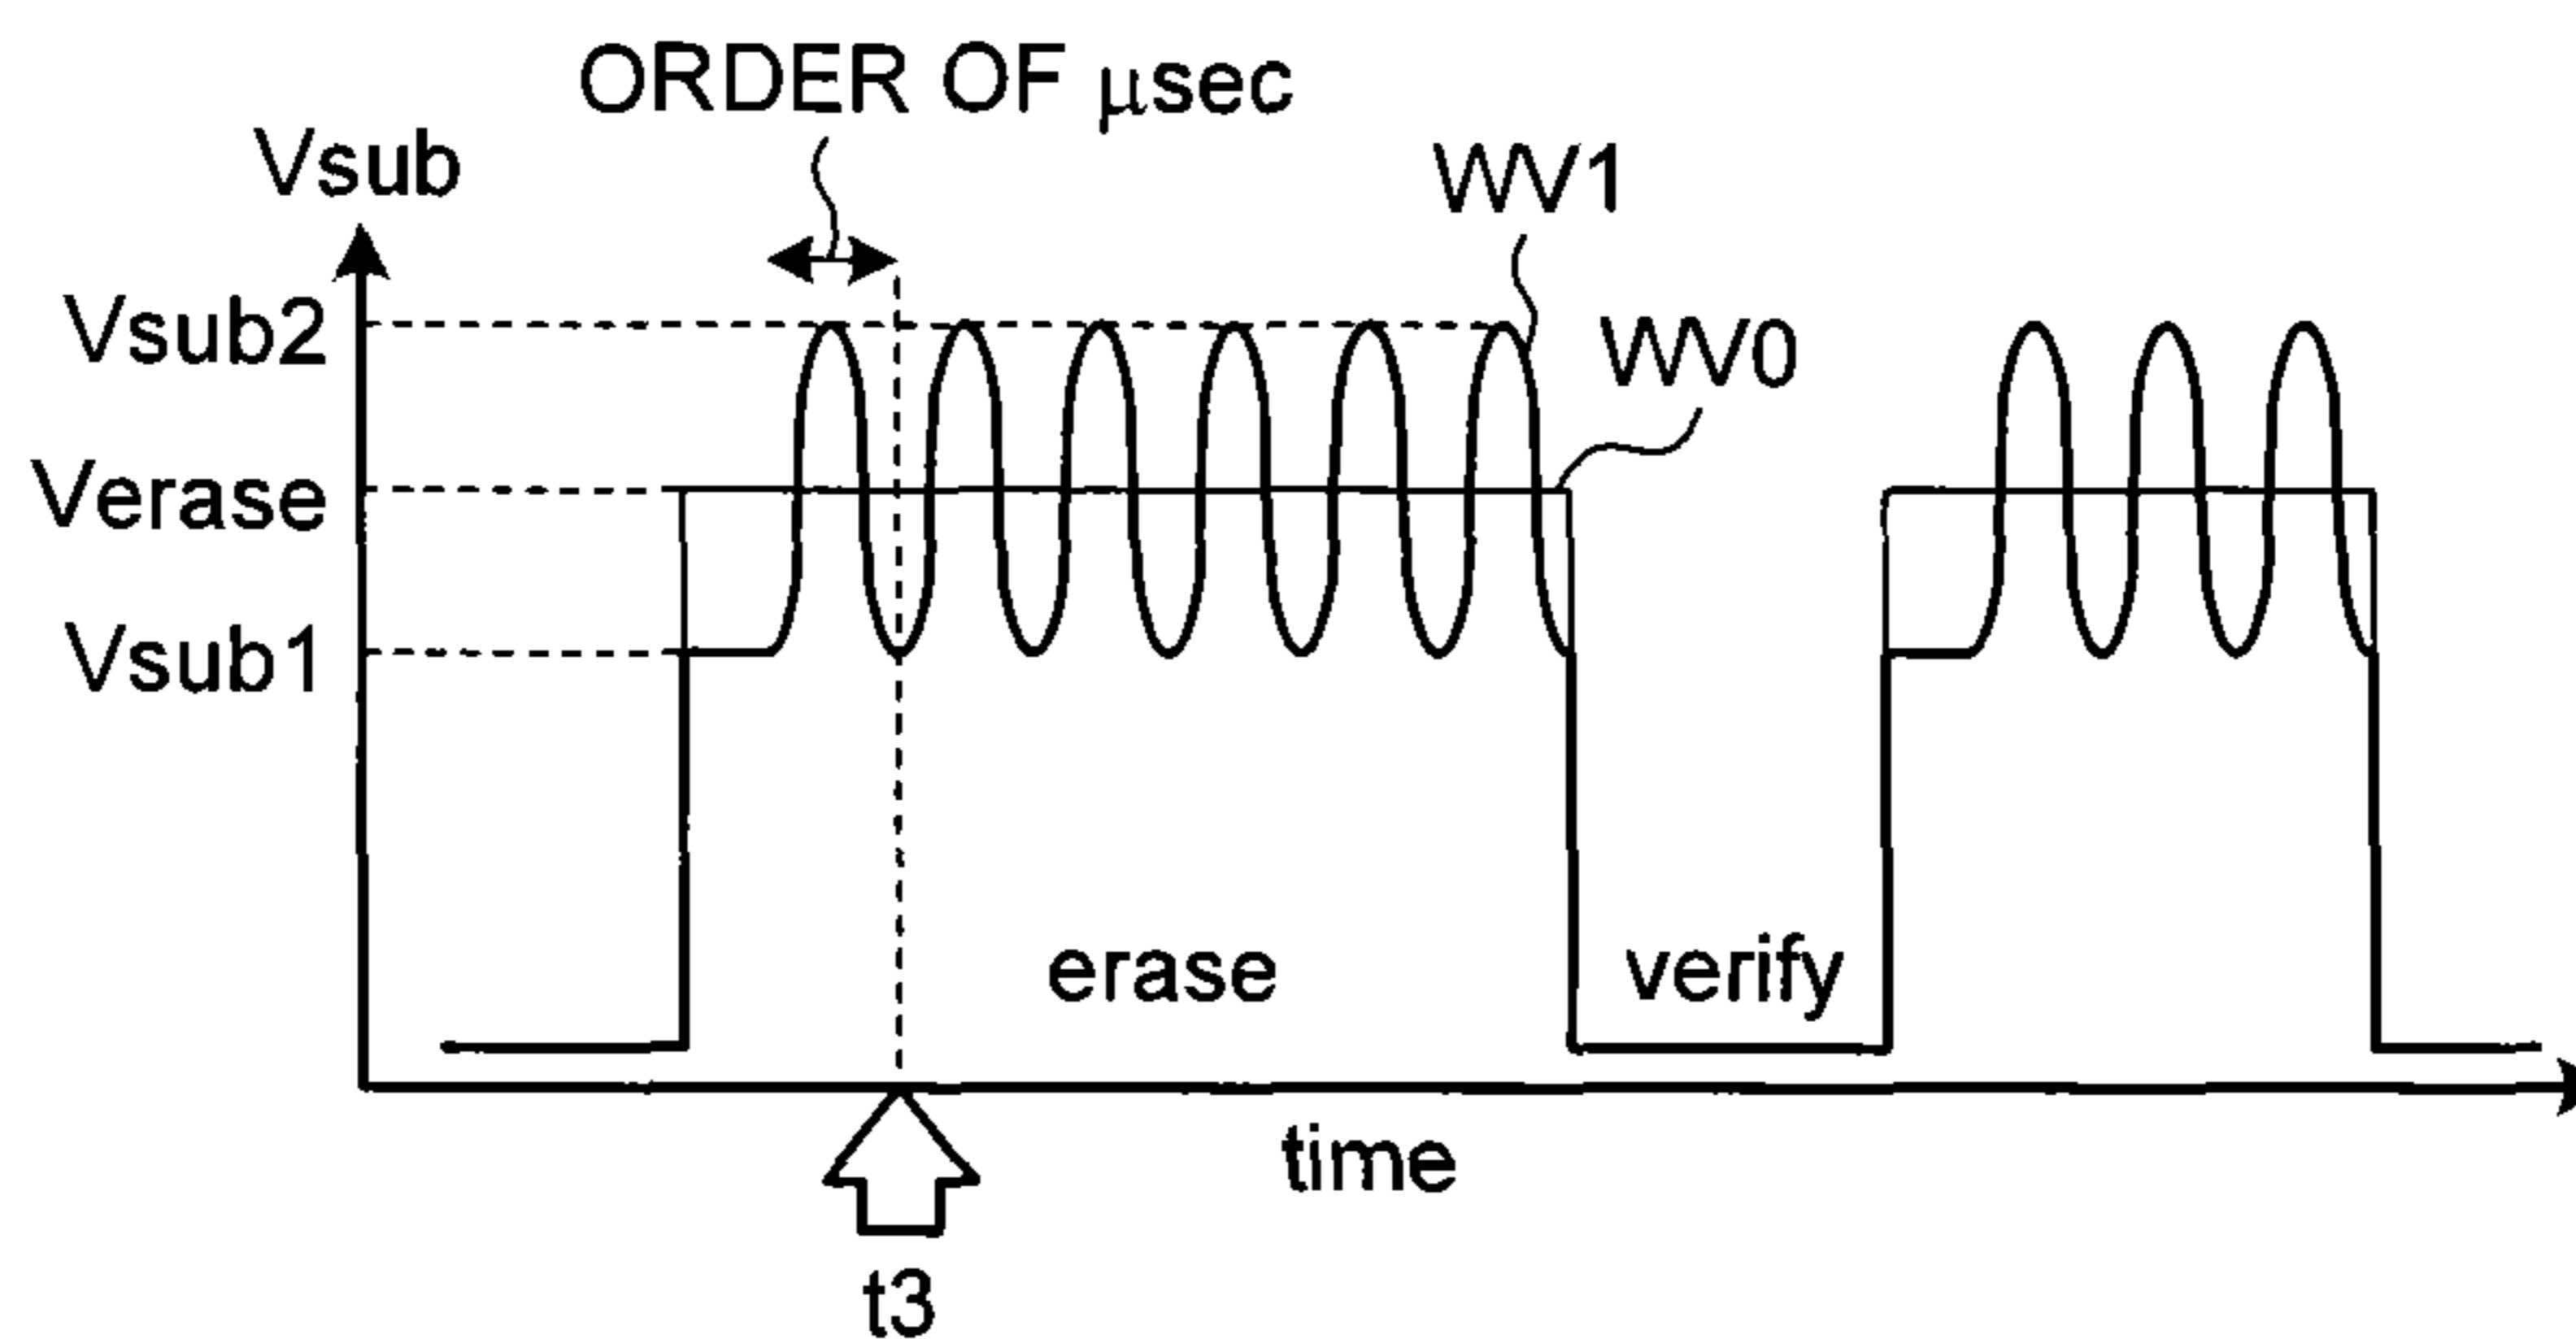 ORDER OF μsec
Vsub
WV1
Vsub2
WV0
Verase
Vsub1
erase
verify
time
t3